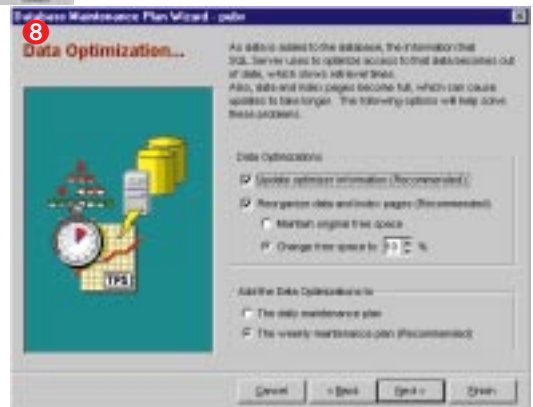 Database Maintenance Plan Wizard - pubs
8
Data Optimization...
As data is added to the database, the information that
SQL Server uses to optimize access to that data becomes out
of date, which slows retrieval times.
Also, data and index pages become full, which can cause
updates to take longer. The following options will help solve
these problems.
Data Optimizations
Update optimizer information (Recommended)
Reorganize data and index pages (Recommended)
Maintain original free space
Change free space to 10 %
Add the Data Optimizations to
The daily maintenance plan
The weekly maintenance plan (Recommended)
TPS
Cancel
< Back
Next >
Finish